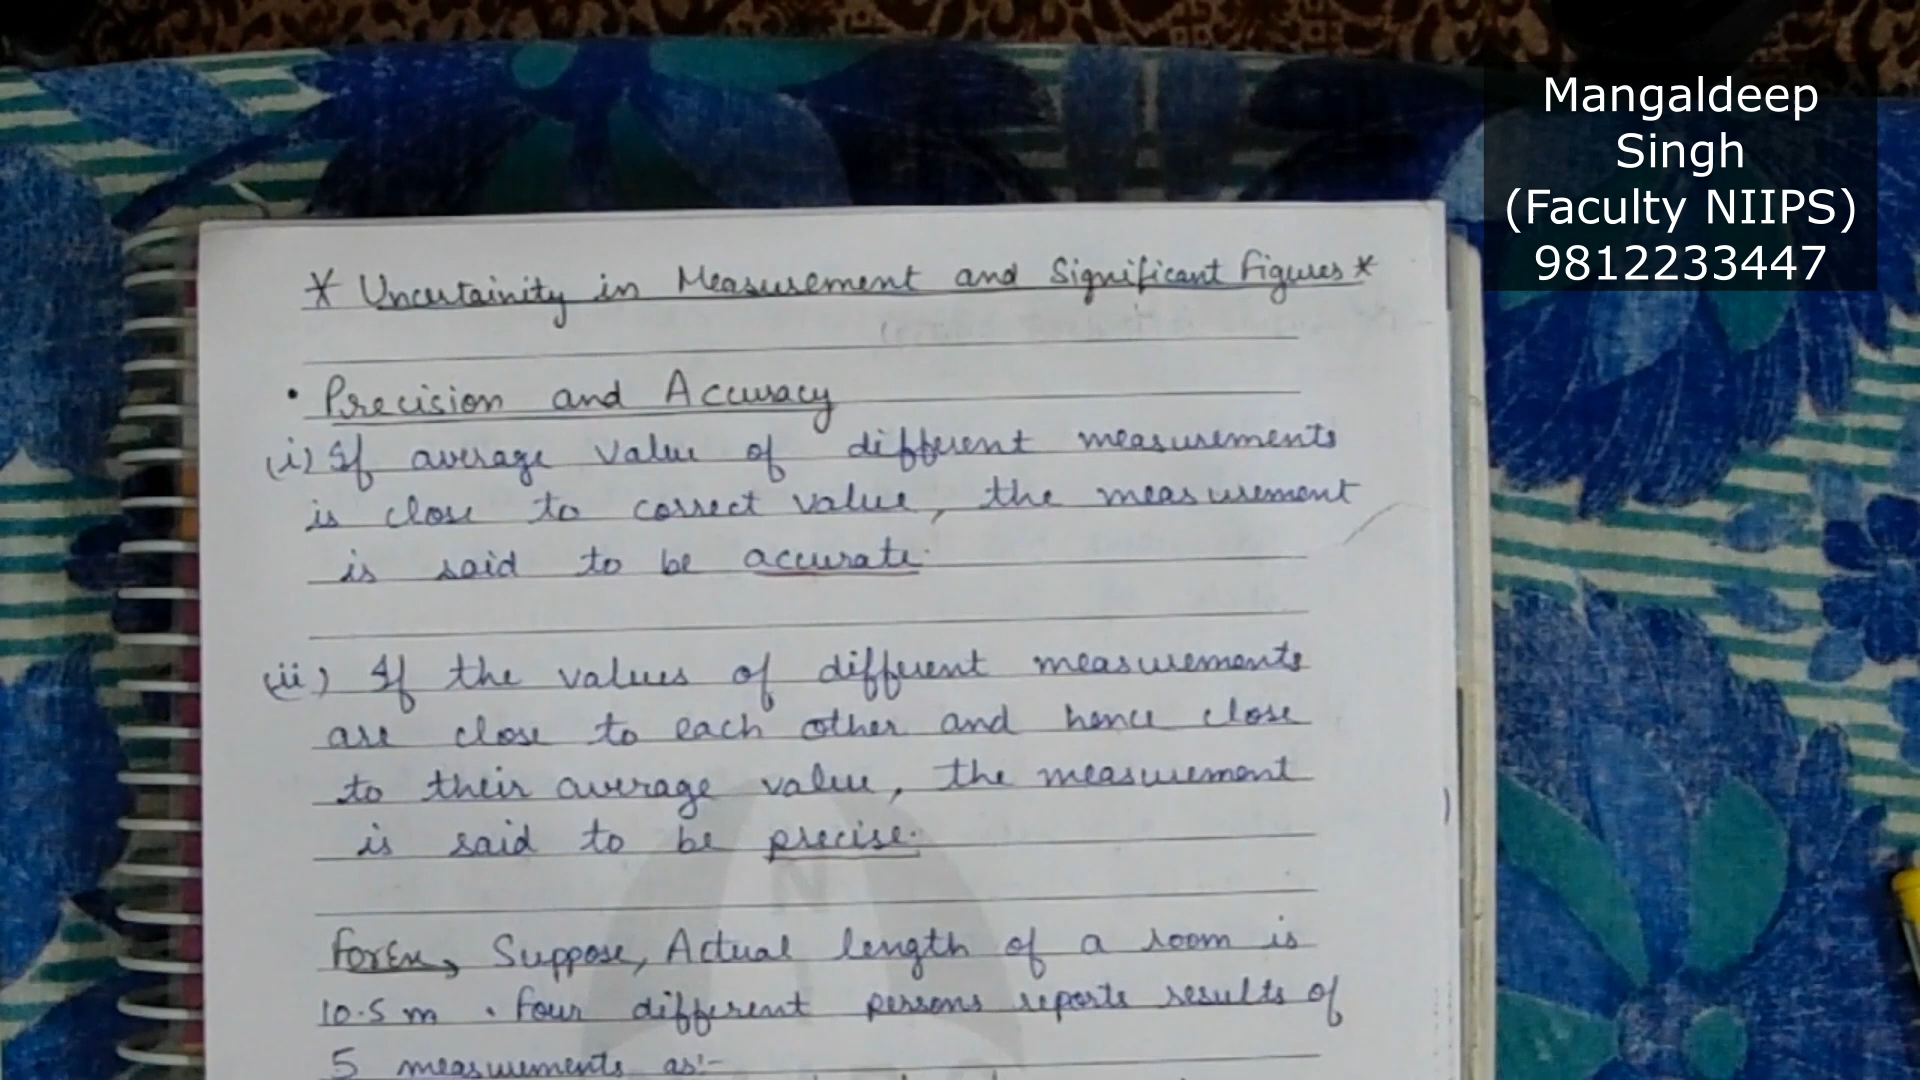 * Uncertainity in Measurement and Significant Figures *
• Precision and Accuracy
(i) If average value of different measurements
is close to correct value, the measurement
is said to be accurate.
(ii) If the values of different measurements
are close to each other and hence close
to their average value, the measurement
is said to be precise.
For Ex, Suppose, Actual length of a room is
10.5 m . Four different persons reports results of
5 measurements as:-
Mangaldeep
Singh
(Faculty NIIPS)
9812233447